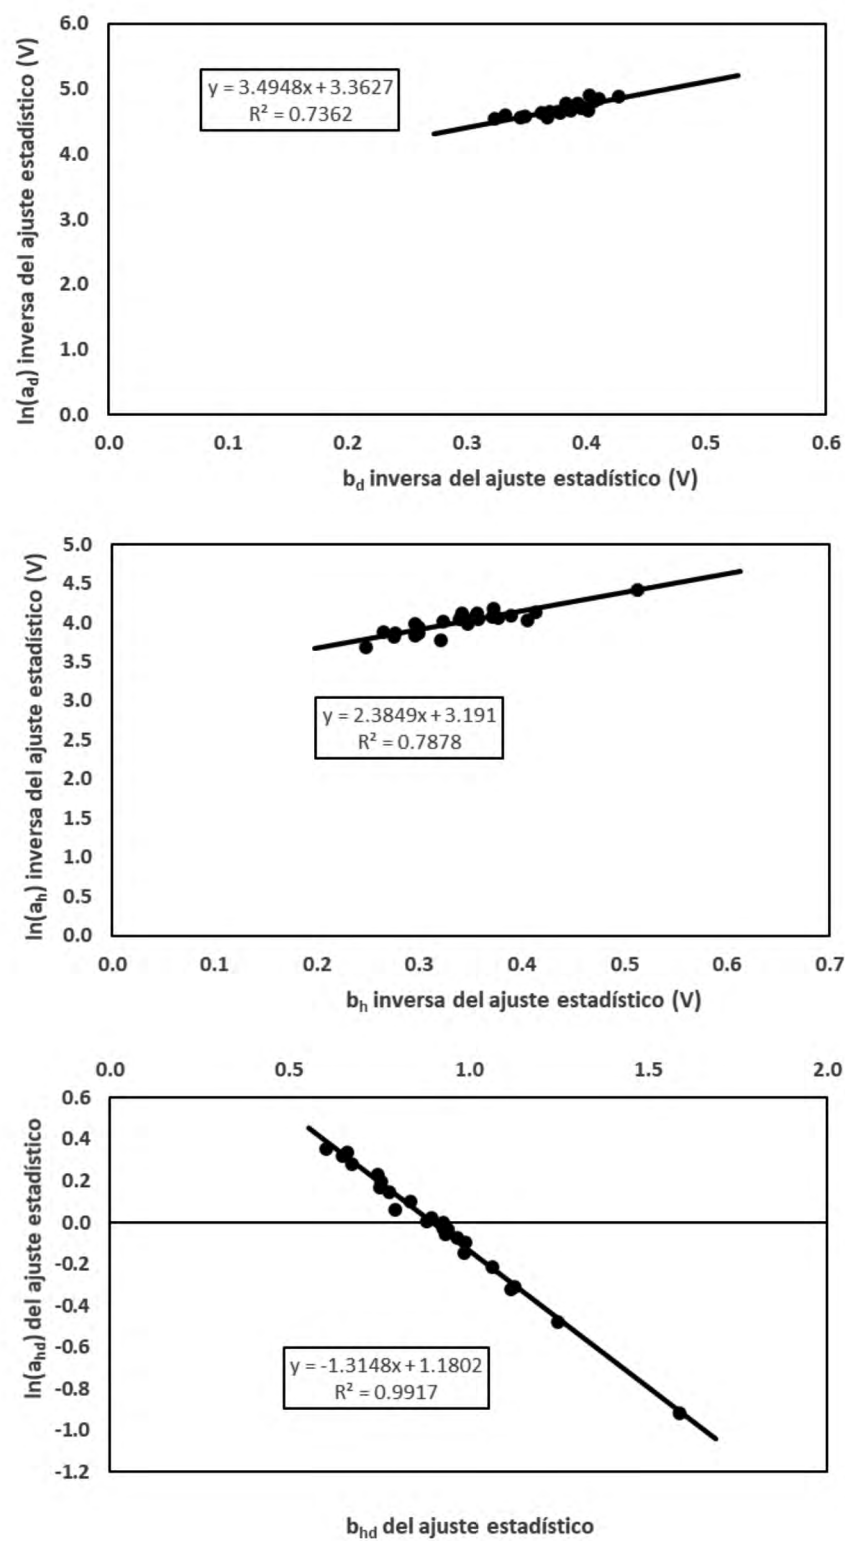 ln(a_d) inversa del ajuste estadístico (V)
6.0
5.0
4.0
3.0
2.0
1.0
0.0
y = 3.4948x + 3.3627
R² = 0.7362
0.0 0.1 0.2 0.3 0.4 0.5 0.6
b_d inversa del ajuste estadístico (V)
ln(a_h) inversa del ajuste estadístico (V)
5.0
4.5
4.0
3.5
3.0
2.5
2.0
1.5
1.0
0.5
0.0
y = 2.3849x + 3.191
R² = 0.7878
0.0 0.1 0.2 0.3 0.4 0.5 0.6 0.7
b_h inversa del ajuste estadístico (V)
0.0 0.5 1.0 1.5 2.0
ln(a_hd) del ajuste estadístico
0.6
0.4
0.2
0.0
-0.2
-0.4
-0.6
-0.8
-1.0
-1.2
y = -1.3148x + 1.1802
R² = 0.9917
b_hd del ajuste estadístico